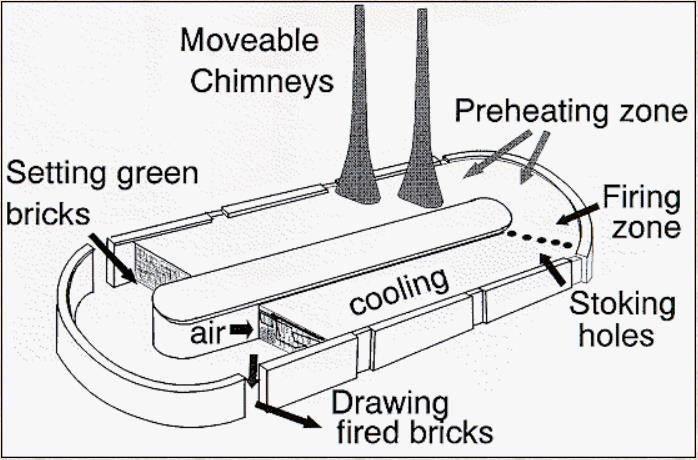 Moveable
Chimneys
Preheating zone
Setting green
bricks
Firing
zone
cooling
Stoking
holes
air
Drawing
fired bricks